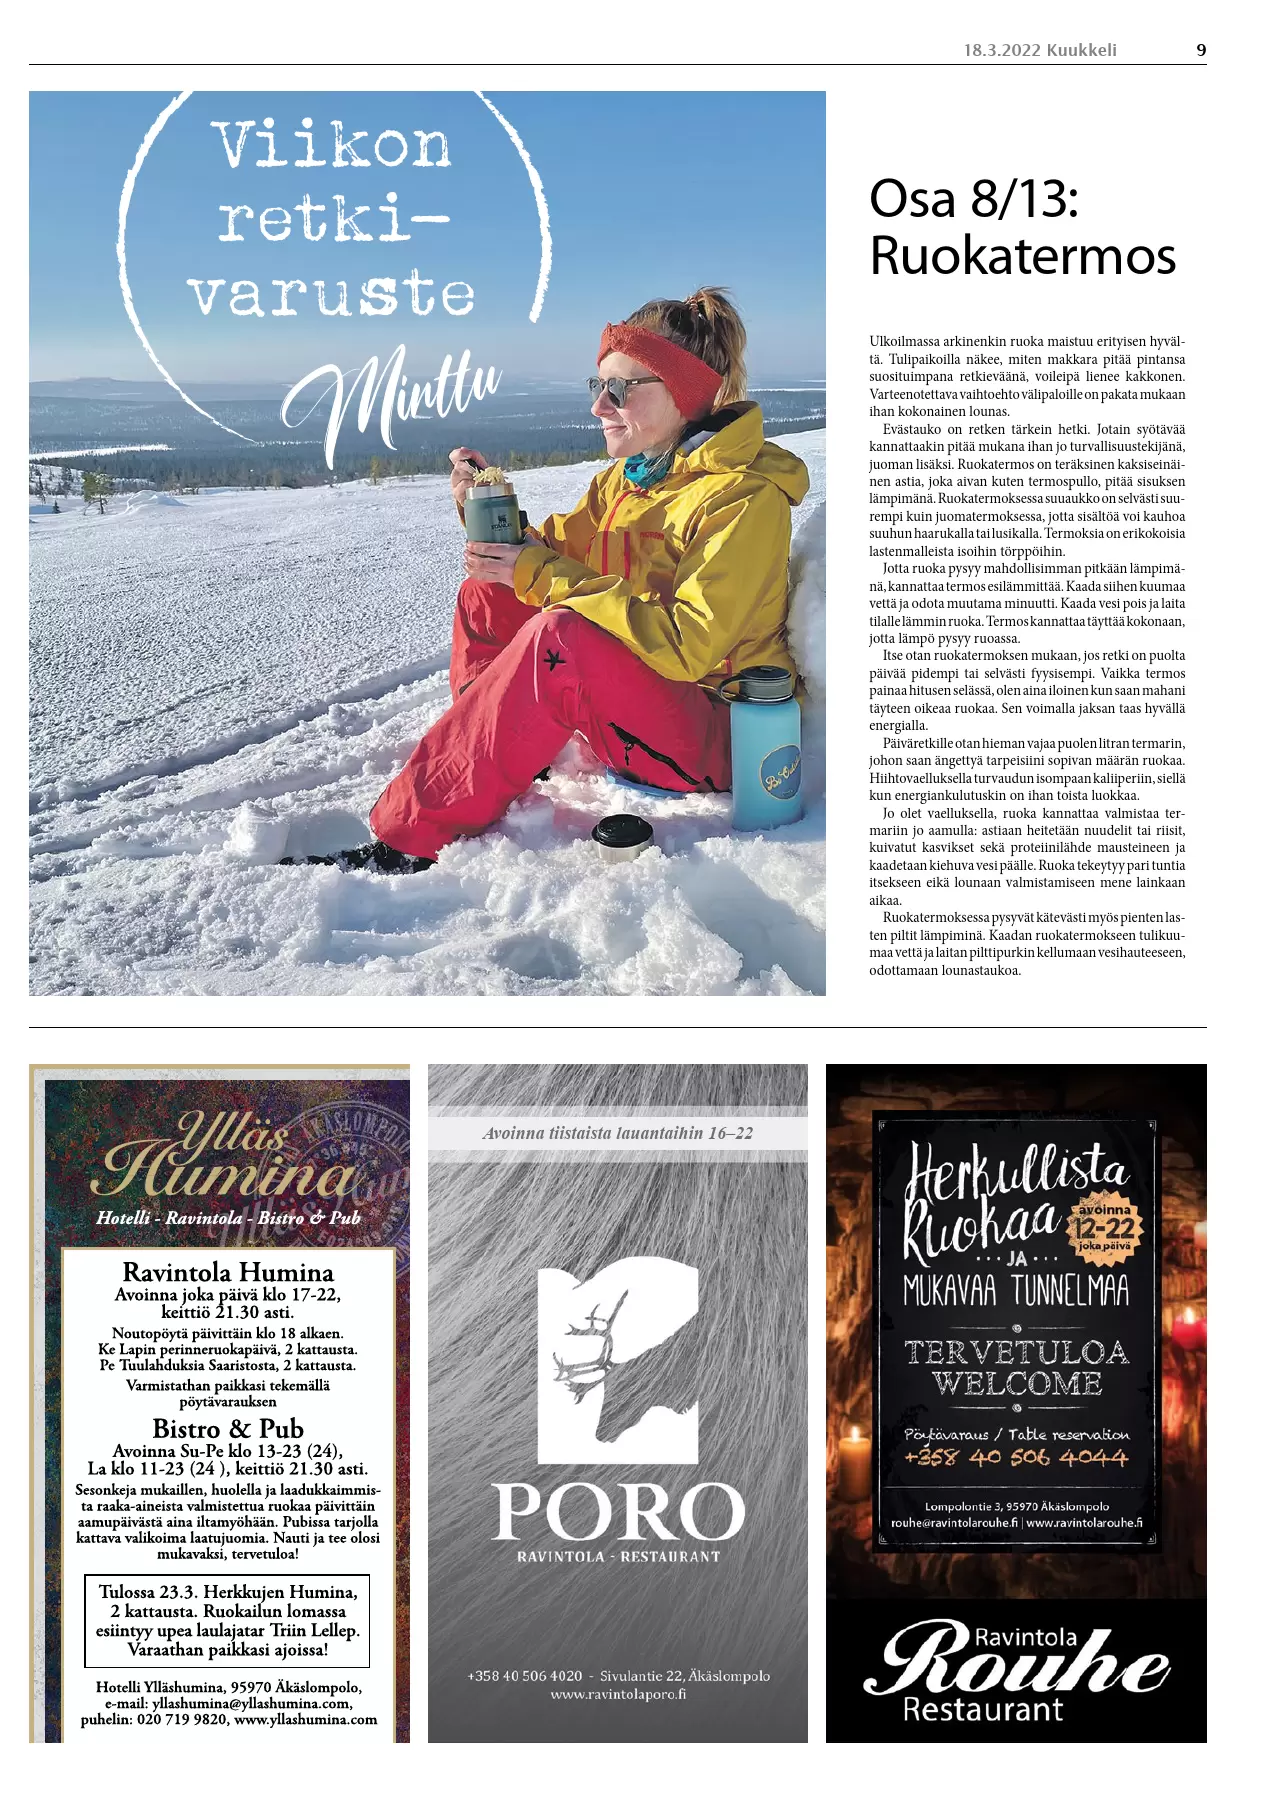 18.3.2022 Kuukkeli 9
Viikon
retki-
varuste
Minttu
STANLEY
Osa 8/13:
Ruokatermos
Ulkoilmassa arkinenkin ruoka maistuu erityisen hyväl-
tä. Tulipaikoilla näkee, miten makkara pitää pintansa
suosituimpana retkieväänä, voileipä lienee kakkonen.
Varteenotettava vaihtoehto välipaloille on pakata mukaan
ihan kokonainen lounas.
Evästauko on retken tärkein hetki. Jotain syötävää
kannattaakin pitää mukana ihan jo turvallisuustekijänä,
juoman lisäksi. Ruokatermos on teräksinen kaksiseinäi-
nen astia, joka aivan kuten termospullo, pitää sisuksen
lämpimänä. Ruokatermoksessa suuaukko on selvästi suu-
rempi kuin juomatermoksessa, jotta sisältöä voi kauhoa
suuhun haarukalla tai lusikalla. Termoksia on erikokoisia
lastenmalleista isoihin törppöihin.
Jotta ruoka pysyy mahdollisimman pitkään lämpimä-
nä, kannattaa termos esilämmittää. Kaada siihen kuumaa
vettä ja odota muutama minuutti. Kaada vesi pois ja laita
tilalle lämmin ruoka. Termos kannattaa täyttää kokonaan,
jotta lämpö pysyy ruoassa.
Itse otan ruokatermoksen mukaan, jos retki on puolta
päivää pidempi tai selvästi fyysisempi. Vaikka termos
painaa hitusen selässä, olen aina iloinen kun saan mahani
täyteen oikeaa ruokaa. Sen voimalla jaksan taas hyvällä
energialla.
Päiväretkille otan hieman vajaa puolen litran termarin,
johon saan ängettyä tarpeisiini sopivan määrän ruokaa.
Hiihtovaelluksella turvaudun isompaan kaliiperiin, siellä
kun energiankulutuskin on ihan toista luokkaa.
Jo olet vaelluksella, ruoka kannattaa valmistaa ter-
mariin jo aamulla: astiaan heitetään nuudelit tai riisit,
kuivatut kasvikset sekä proteiinilähde mausteineen ja
kaadetaan kiehuva vesi päälle. Ruoka tekeytyy pari tuntia
itsekseen eikä lounaan valmistamiseen mene lainkaan
aikaa.
Ruokatermoksessa pysyvät kätevästi myös pienten las-
ten piltit lämpiminä. Kaadan ruokatermokseen tulikuu-
maa vettä ja laitan pilttipurkin kellumaan vesihauteeseen,
odottamaan lounastaukoa.
Ylläs
Humina
Hotelli - Ravintola - Bistro & Pub
Ravintola Humina
Avoinna joka päivä klo 17-22,
keittiö 21.30 asti.
Noutopöytä päivittäin klo 18 alkaen.
Ke Lapin perinneruokapäivä, 2 kattausta.
Pe Tuulahduksia Saaristosta, 2 kattausta.
Varmistathan paikkasi tekemällä
pöytävarauksen
Bistro & Pub
Avoinna Su-Pe klo 13-23 (24),
La klo 11-23 (24 ), keittiö 21.30 asti.
Sesonkeja mukaillen, huolella ja laadukkaimmis-
ta raaka-aineista valmistettua ruokaa päivittäin
aamupäivästä aina iltamyöhään. Pubissa tarjolla
kattava valikoima laatujuomia. Nauti ja tee olosi
mukavaksi, tervetuloa!
Tulossa 23.3. Herkkujen Humina,
2 kattausta. Ruokailun lomassa
esiintyy upea laulajatar Triin Lellep.
Varaathan paikkasi ajoissa!
Hotelli Ylläshumina, 95970 Äkäslompolo,
e-mail: yllashumina@yllashumina.com,
puhelin: 020 719 9820, www.yllashumina.com
Avoinna tiistaista lauantaihin 16–22
PORO
RAVINTOLA - RESTAURANT
+358 40 506 4020 - Sivulantie 22, Äkäslompolo
www.ravintolaporo.fi
Herkullista
Ruokaa
avoinna
12-22
joka päivä
JA
MUKAVAA TUNNELMAA
TERVETULOA
WELCOME
Pöytävaraus / Table reservation
+358 40 506 4044
Lompolontie 3, 95970 Äkäslompolo
rouhe@ravintolarouhe.fi | www.ravintolarouhe.fi
Ravintola
Rouhe
Restaurant